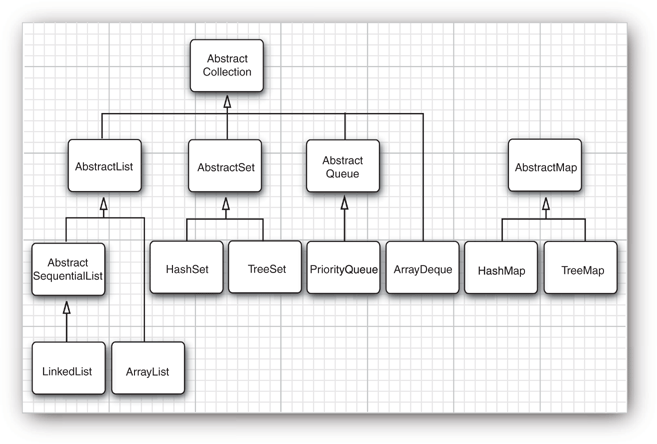 Abstract
Collection
AbstractList
AbstractSet
Abstract
Queue
AbstractMap
Abstract
SequentialList
HashSet
TreeSet
PriorityQueue
ArrayDeque
HashMap
TreeMap
LinkedList
ArrayList